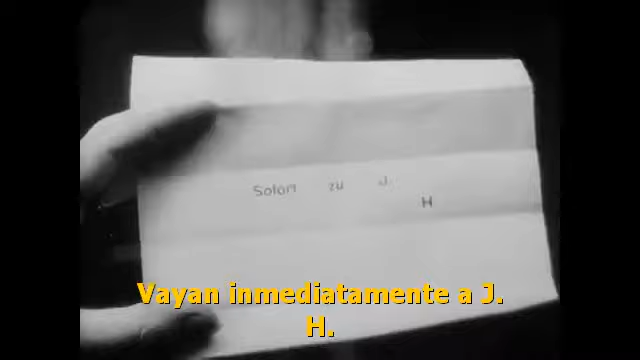 Sofort zu J.
H
Vayan inmediatamente a J.
H.